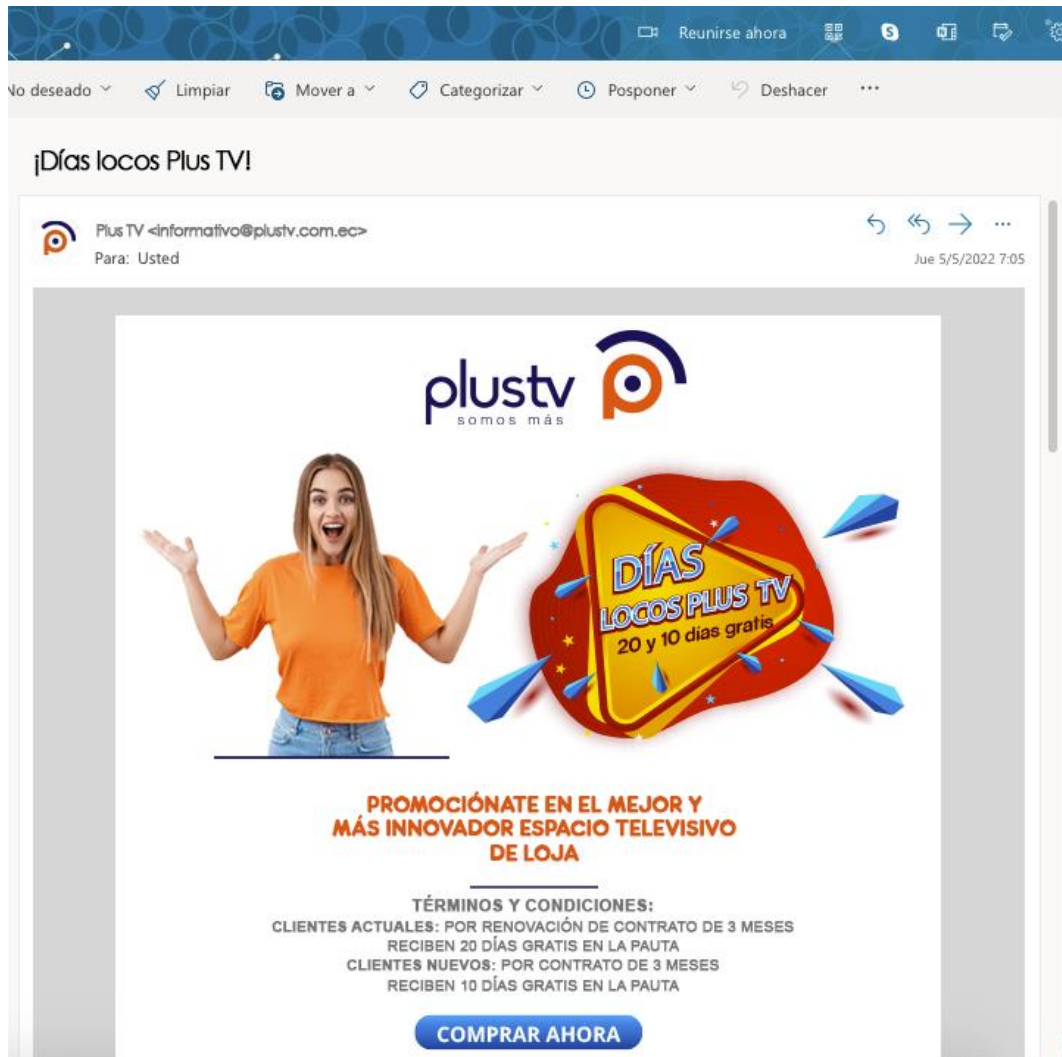 Reunirse ahora
No deseado
Limpiar
Mover a
Categorizar
Posponer
Deshacer
¡Días locos Plus TV!
Plus TV <informativo@plustv.com.ec>
Para: Usted
Jue 5/5/2022 7:05
plustv
somos más
DÍAS
LOCOS PLUS TV
20 y 10 días gratis
PROMOCIÓNATE EN EL MEJOR Y
MÁS INNOVADOR ESPACIO TELEVISIVO
DE LOJA
TÉRMINOS Y CONDICIONES:
CLIENTES ACTUALES: POR RENOVACIÓN DE CONTRATO DE 3 MESES
RECIBEN 20 DÍAS GRATIS EN LA PAUTA
CLIENTES NUEVOS: POR CONTRATO DE 3 MESES
RECIBEN 10 DÍAS GRATIS EN LA PAUTA
COMPRAR AHORA